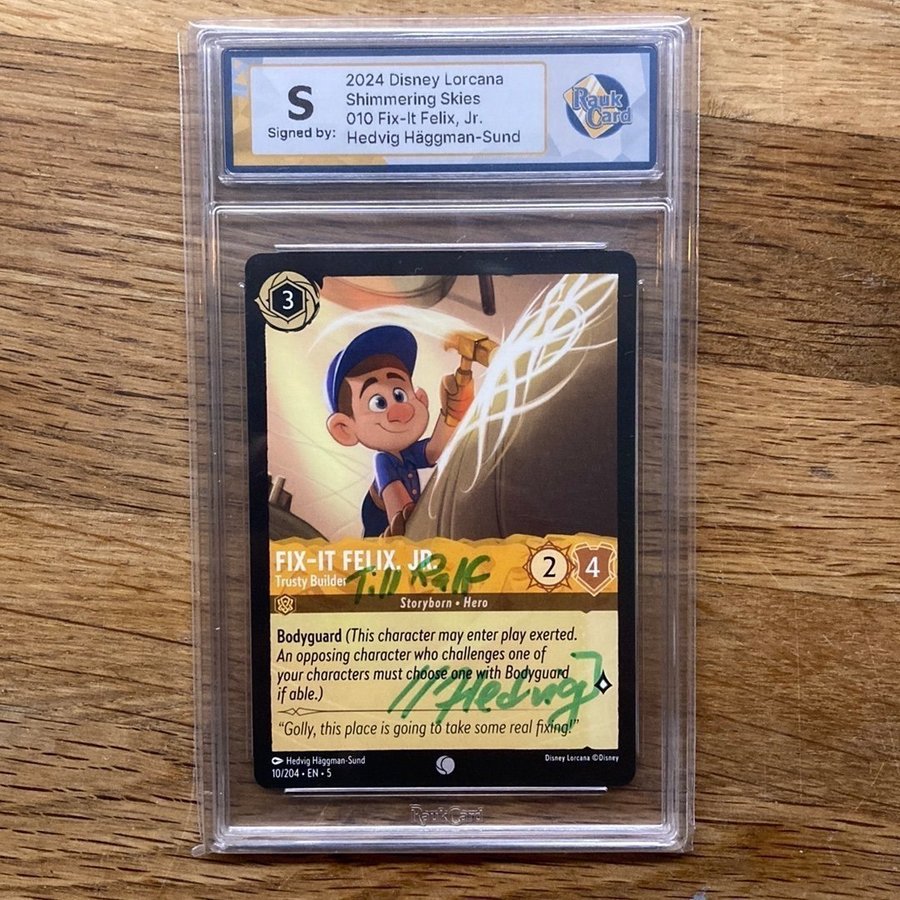 S
Signed by:
2024 Disney Lorcana
Shimmering Skies
010 Fix-It Felix, Jr.
Hedvig Häggman-Sund
Rauk
Card
3
FIX-IT FELIX, JR.
Trusty Builder
Till Ralf
2
4
Storyborn • Hero
Bodyguard (This character may enter play exerted.
An opposing character who challenges one of
your characters must choose one with Bodyguard
if able.)
//Hedvig
“Golly, this place is going to take some real fixing!”
Hedvig Häggman-Sund
10/204 • EN • 5
Disney Lorcana ©Disney
RaukCard